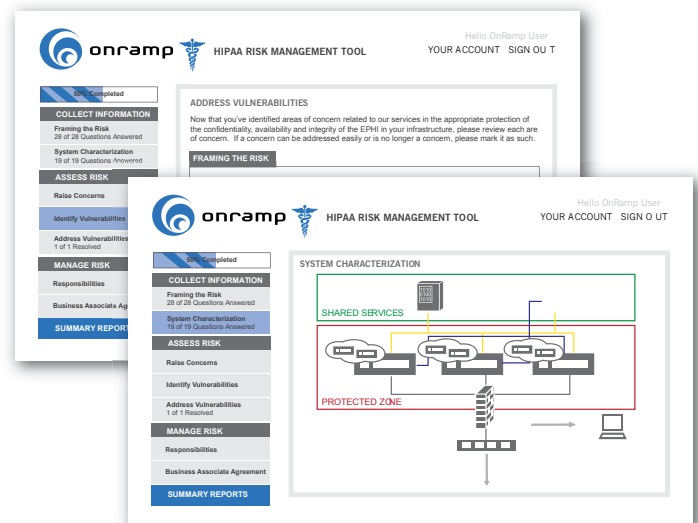 Hello OnRamp User
onramp HIPAA RISK MANAGEMENT TOOL YOUR ACCOUNT SIGN OU T
50% Completed
COLLECT INFORMATION
Framing the Risk
28 of 28 Questions Answered
System Characterization
19 of 19 Questions Answered
ASSESS RISK
Raise Concerns
Identify Vulnerabilities
Address Vulnerabilities
1 of 1 Resolved
MANAGE RISK
Responsibilities
Business Associate Ag
SUMMARY REPORT
ADDRESS VULNERABILITIES
Now that you've identified areas of concern related to our services in the appropriate protection of
the confidentiality, availability and integrity of the EPHI in your infrastructure, please review each are
of concern. If a concern can be addressed easily or is no longer a concern, please mark it as such.
FRAMING THE RISK
Hello OnRamp User
onramp HIPAA RISK MANAGEMENT TOOL YOUR ACCOUNT SIGN O UT
50% Completed
COLLECT INFORMATION
Framing the Risk
28 of 28 Questions Answered
System Characterization
19 of 19 Questions Answered
ASSESS RISK
Raise Concerns
Identify Vulnerabilities
Address Vulnerabilities
1 of 1 Resolved
MANAGE RISK
Responsibilities
Business Associate Agreement
SUMMARY REPORTS
SYSTEM CHARACTERIZATION
1010
0100
1010
SHARED SERVICES
PROTECTED ZONE